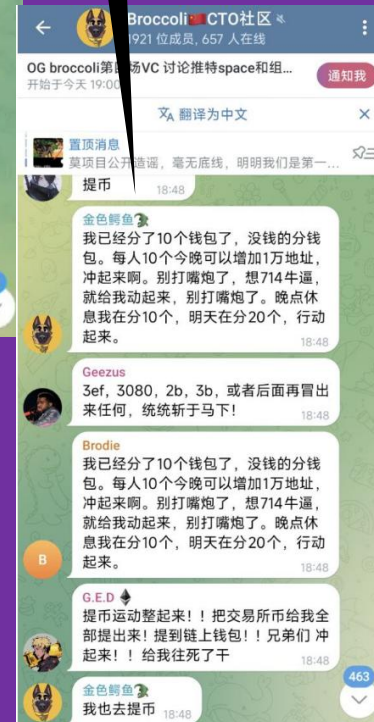 Broccoli🇨🇳CTO社区
1921 位成员, 657 人在线
OG broccoli第 场VC 讨论推特space和组...
开始于今天 19:00
通知我
翻译为中文
置顶消息
莫项目公开造谣，毫无底线，明明我们是第一...
提币
18:48
金色鳄鱼🐊
我已经分了10个钱包了，没钱的分钱
包。每人10个今晚可以增加1万地址，
冲起来啊。别打嘴炮了，想714牛逼，
就给我动起来，别打嘴炮了。晚点休
息我在分10个，明天在分20个，行动
起来。
18:48
Geezus
3ef，3080，2b，3b，或者后面再冒出
来任何，统统斩于马下！
18:48
Brodie
我已经分了10个钱包了，没钱的分钱
包。每人10个今晚可以增加1万地址，
冲起来啊。别打嘴炮了，想714牛逼，
就给我动起来，别打嘴炮了。晚点休
息我在分10个，明天在分20个，行动
起来。
B
18:48
G.E.D
提币运动整起来！！把交易所币给我全
部提出来！提到链上钱包！！兄弟们 冲
起来！！给我往死了干
18:48
463
金色鳄鱼🐊
我也去提币
18:48